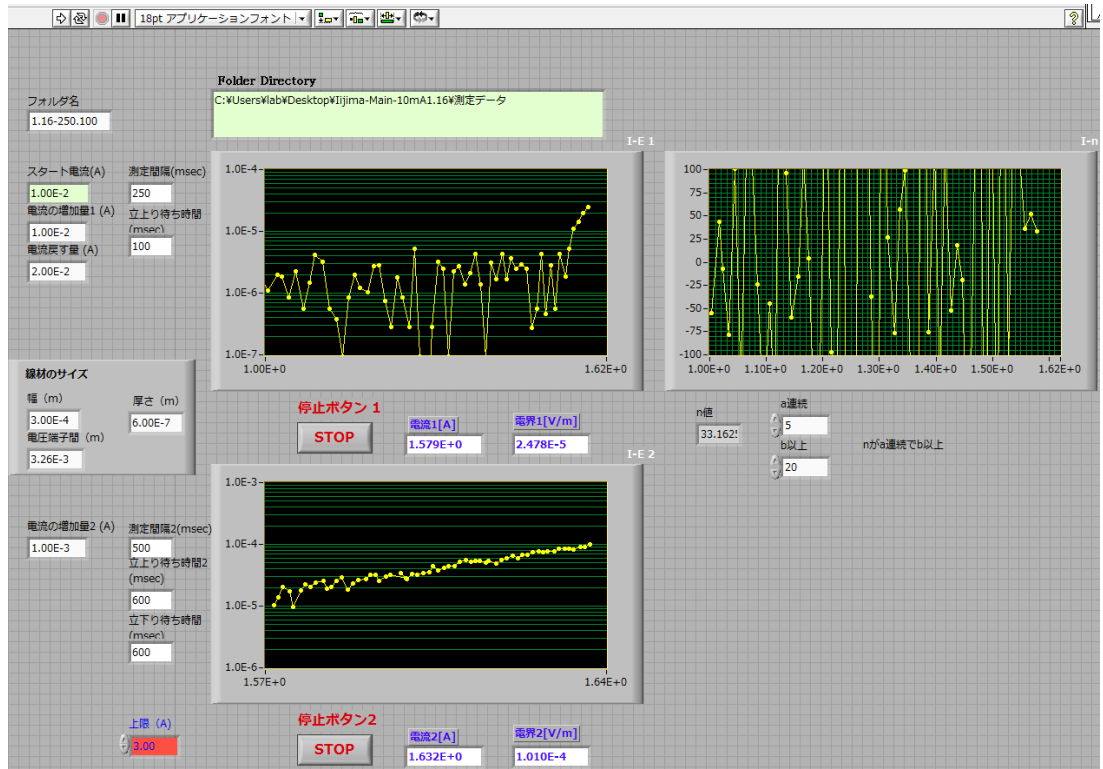 18pt アプリケーションフォント
Folder Directory
C:¥Users¥lab¥Desktop¥Iijima-Main-10mA1.16¥測定データ
フォルダ名
1.16-250.100
スタート電流(A)
1.00E-2
測定間隔(msec)
250
電流の増加量1 (A)
1.00E-2
立上り待ち時間
(msec)
100
電流戻す量 (A)
2.00E-2
I-E 1
1.0E-4
1.0E-5
1.0E-6
1.0E-7
1.00E+0
1.62E+0
I-n
100
75
50
25
0
-25
-50
-75
-100
1.00E+0
1.10E+0
1.20E+0
1.30E+0
1.40E+0
1.50E+0
1.62E+0
線材のサイズ
幅 (m)
3.00E-4
厚さ (m)
6.00E-7
電圧端子間 (m)
3.26E-3
停止ボタン 1
STOP
電流1[A]
1.579E+0
電界1[V/m]
2.478E-5
n値
33.162
a連続
5
b以上
20
nがa連続でb以上
I-E 2
1.0E-3
1.0E-4
1.0E-5
1.0E-6
1.57E+0
1.64E+0
電流の増加量2 (A)
1.00E-3
測定間隔2(msec)
500
立上り待ち時間2
(msec)
600
立下り待ち時間
(msec)
600
上限 (A)
3.00
停止ボタン2
STOP
電流2[A]
1.632E+0
電界2[V/m]
1.010E-4